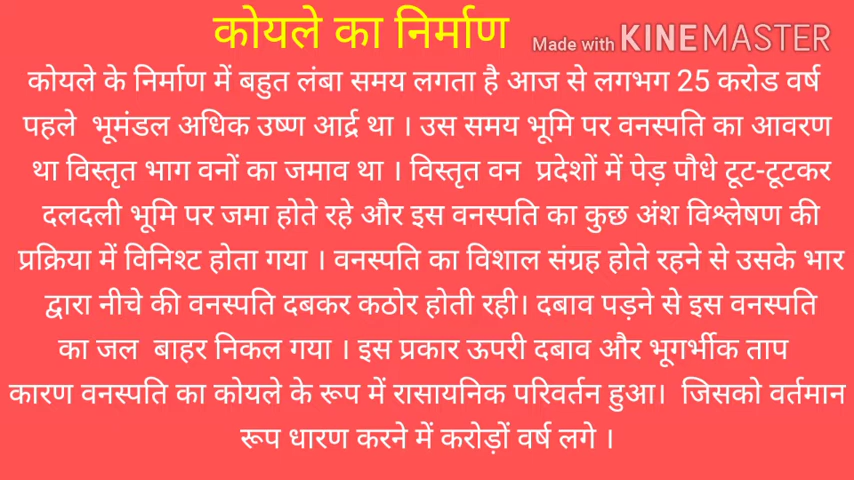 कोयले का निर्माण Made with KINEMASTER
कोयले के निर्माण में बहुत लंबा समय लगता है आज से लगभग 25 करोड वर्ष
पहले भूमंडल अधिक उष्ण आर्द्र था । उस समय भूमि पर वनस्पति का आवरण
था विस्तृत भाग वनों का जमाव था । विस्तृत वन प्रदेशों में पेड़ पौधे टूट-टूटकर
दलदली भूमि पर जमा होते रहे और इस वनस्पति का कुछ अंश विश्लेषण की
प्रक्रिया में विनिश्ट होता गया । वनस्पति का विशाल संग्रह होते रहने से उसके भार
द्वारा नीचे की वनस्पति दबकर कठोर होती रही। दबाव पड़ने से इस वनस्पति
का जल बाहर निकल गया । इस प्रकार ऊपरी दबाव और भूगर्भीक ताप
कारण वनस्पति का कोयले के रूप में रासायनिक परिवर्तन हुआ। जिसको वर्तमान
रूप धारण करने में करोड़ों वर्ष लगे ।